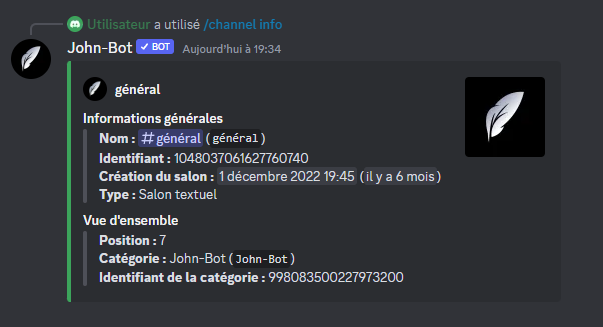 Utilisateur a utilisé /channel info
John-Bot ✓ BOT Aujourd'hui à 19:34
général
Informations générales
Nom : #général (général)
Identifiant : 1048037061627760740
Création du salon : 1 décembre 2022 19:45 (il y a 6 mois)
Type : Salon textuel
Vue d'ensemble
Position : 7
Catégorie : John-Bot (John-Bot)
Identifiant de la catégorie : 998083500227973200